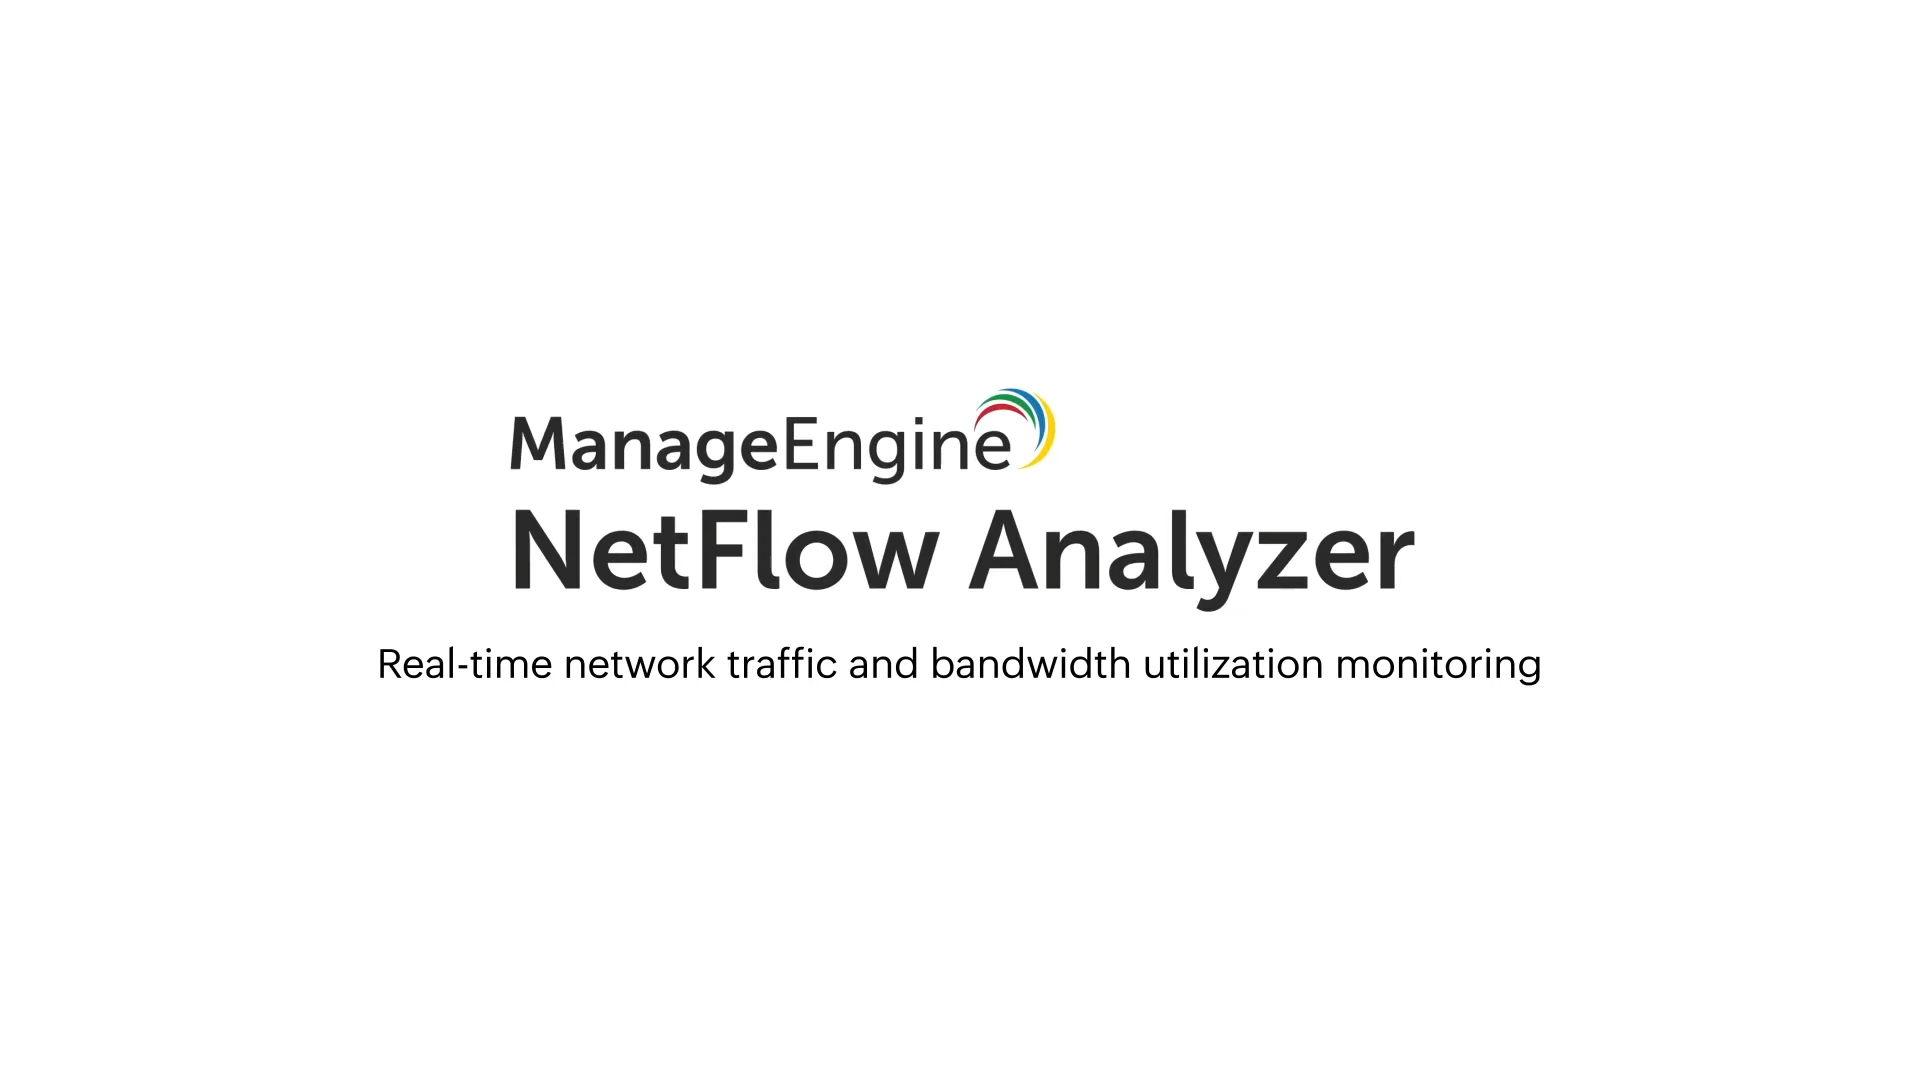 ManageEngine
NetFlow Analyzer
Real-time network traffic and bandwidth utilization monitoring